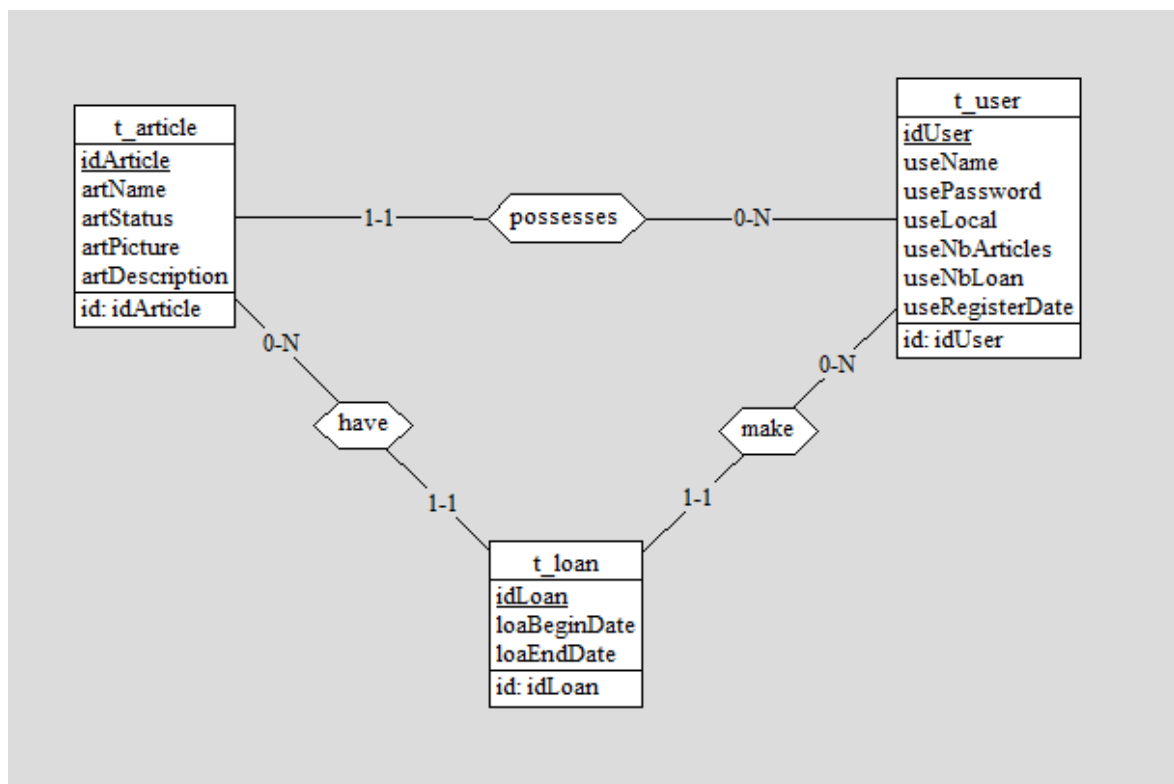 t_article
idArticle
artName
artStatus
artPicture
artDescription
id: idArticle
1-1
possesses
0-N
t_user
idUser
useName
usePassword
useLocal
useNbArticles
useNbLoan
useRegisterDate
id: idUser
0-N
have
1-1
0-N
make
1-1
t_loan
idLoan
loaBeginDate
loaEndDate
id: idLoan